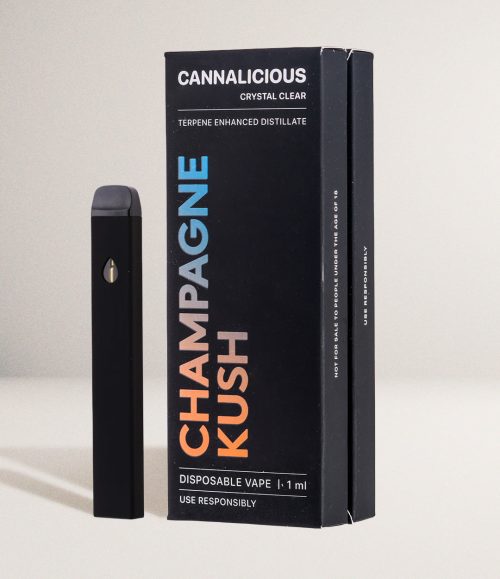 CANNALICIOUS
CRYSTAL CLEAR
TERPENE ENHANCED DISTILLATE
CHAMPAGNE
KUSH
DISPOSABLE VAPE | 1 ml
USE RESPONSIBLY
NOT FOR SALE TO PEOPLE UNDER THE AGE OF 18
USE RESPONSIBLY